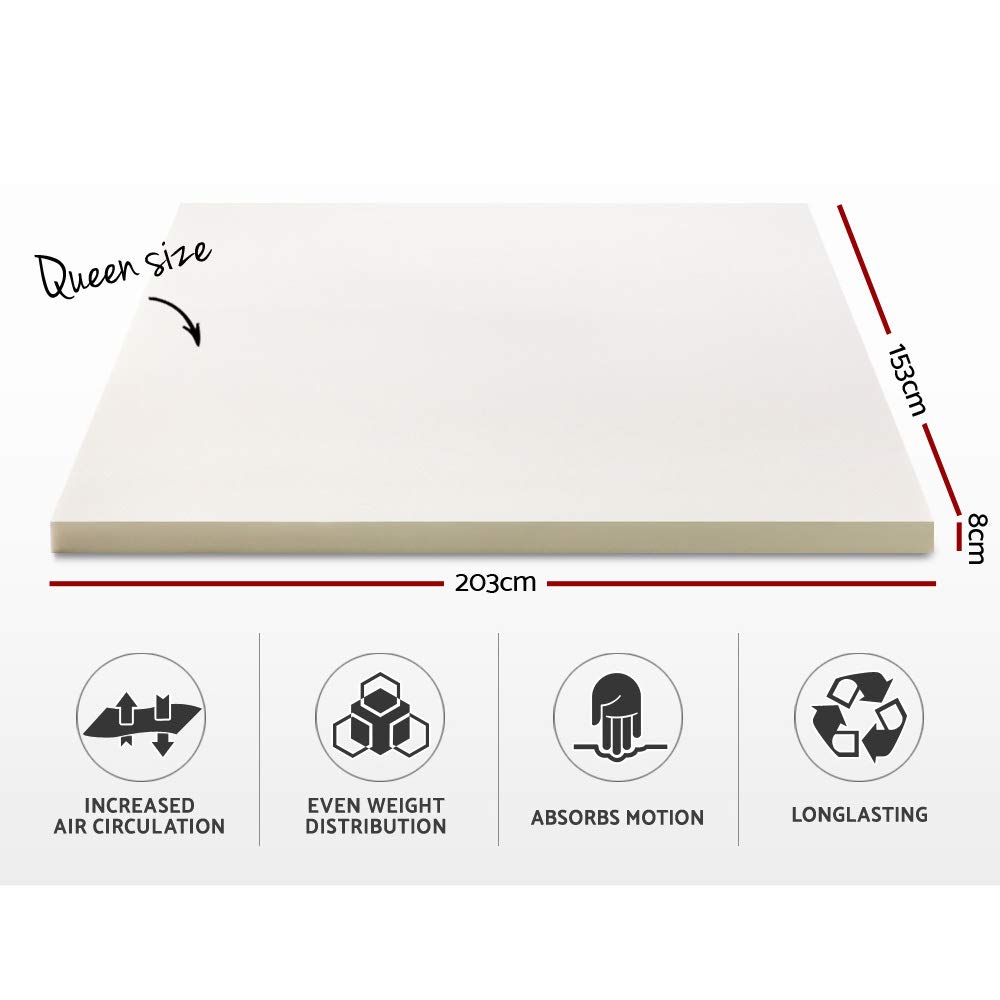 Queen size
153cm
8cm
203cm
INCREASED
AIR CIRCULATION
EVEN WEIGHT
DISTRIBUTION
ABSORBS MOTION
LONGLASTING